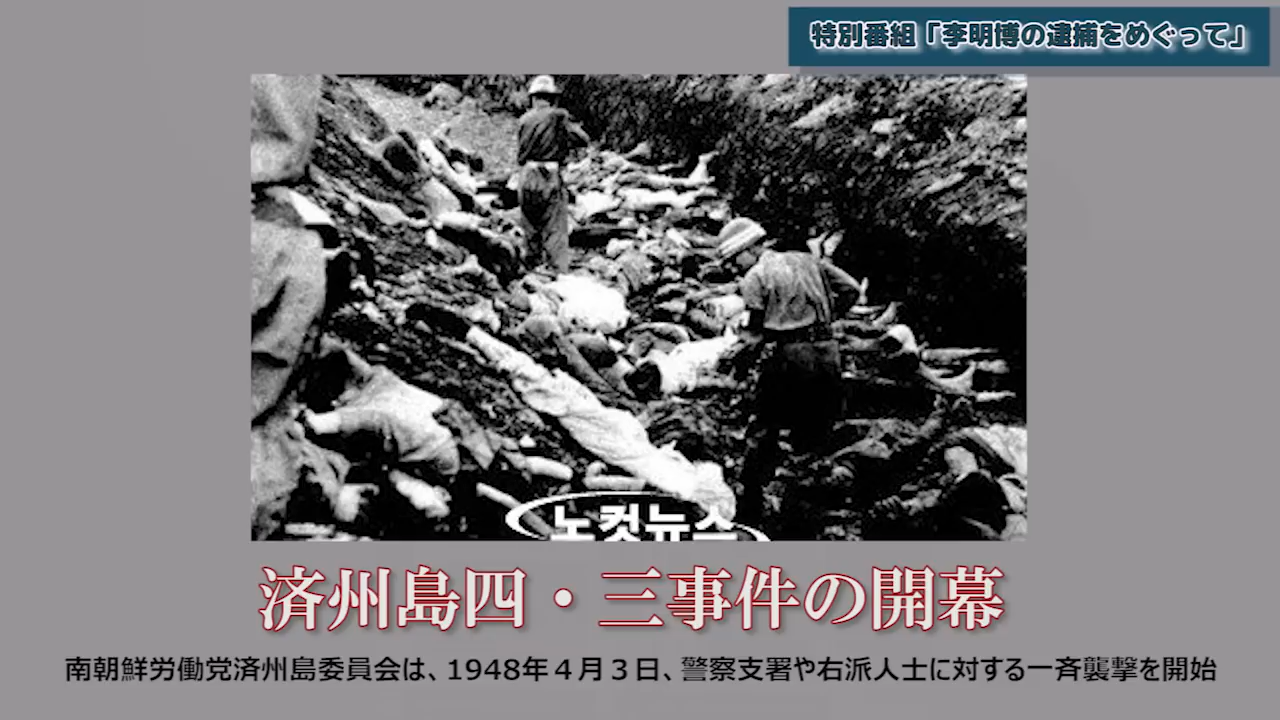 特別番組「李明博の逮捕をめぐって」
노컷뉴스
済州島四・三事件の開幕
南朝鮮労働党済州島委員会は、1948年４月３日、警察支署や右派人士に対する一斉襲撃を開始